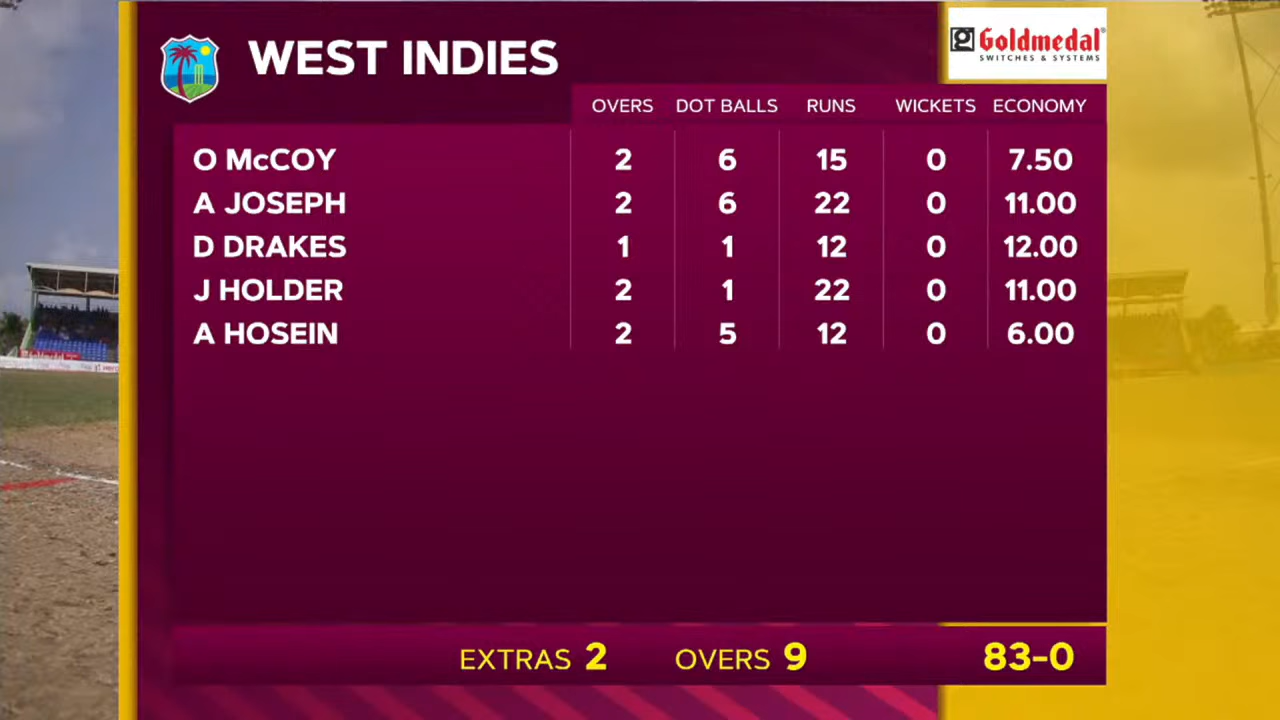 WEST INDIES
Goldmedal
SWITCHES & SYSTEMS
OVERS DOT BALLS RUNS WICKETS ECONOMY
O McCOY 2 6 15 0 7.50
A JOSEPH 2 6 22 0 11.00
D DRAKES 1 1 12 0 12.00
J HOLDER 2 1 22 0 11.00
A HOSEIN 2 5 12 0 6.00
EXTRAS 2 OVERS 9 83-0